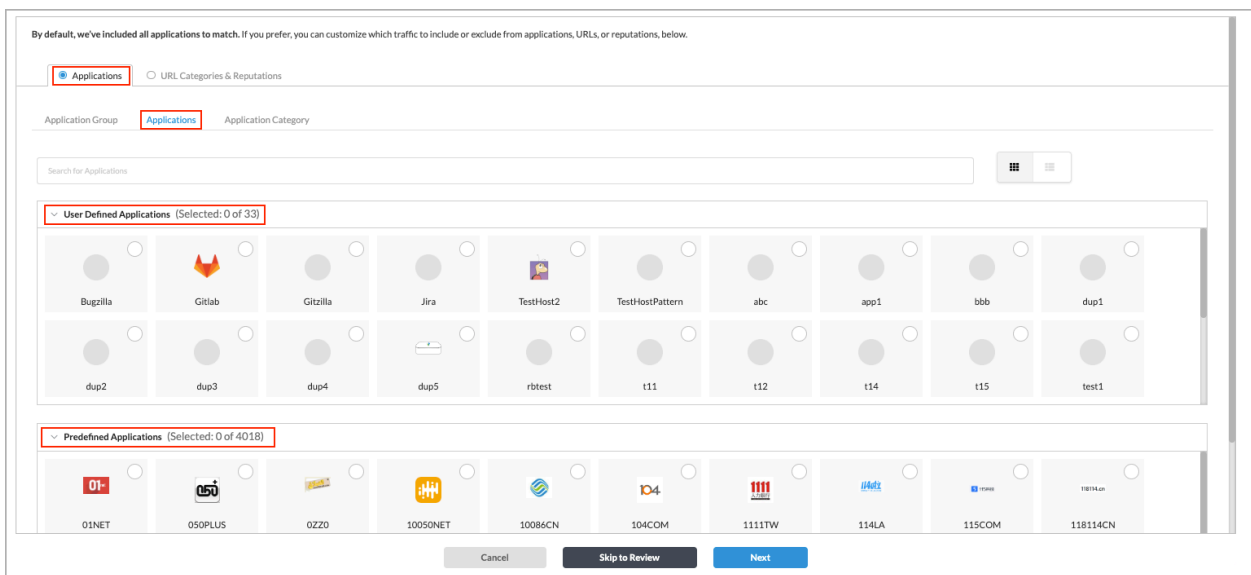 By default, we've included all applications to match. If you prefer, you can customize which traffic to include or exclude from applications, URLs, or reputations, below.
Applications URL Categories & Reputations
Application Group Applications Application Category
Search for Applications
User Defined Applications (Selected: 0 of 33)
Bugzilla Gitlab Gitzilla Jira TestHost2 TestHostPattern abc app1 bbb dup1
dup2 dup3 dup4 dup5 rbtest t11 t12 t14 t15 test1
Predefined Applications (Selected: 0 of 4018)
01- 050 104 1111 114la 115 118114.cn
01NET 050PLUS 0ZZ0 10050NET 10086CN 104COM 1111TW 114LA 115COM 118114CN
Cancel Skip to Review Next